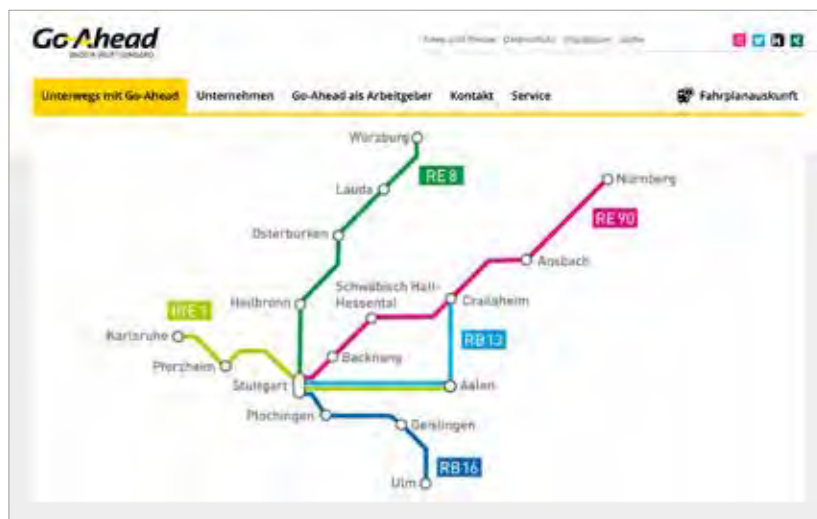 Go-Ahead
Unterwegs mit Go-Ahead Unternehmen Go-Ahead als Arbeitgeber Kontakt Service Fahrplanauskunft
Würzburg
RE 8
Lauda
Nürnberg
RE 90
Osterburken
Ansbach
Schwäbisch Hall-
Hessental
Heilbronn
Crailsheim
Karlsruhe
RB 13
Backnang
Pforzheim
Stuttgart
Aalen
Plochingen
Geislingen
RB 16
Ulm